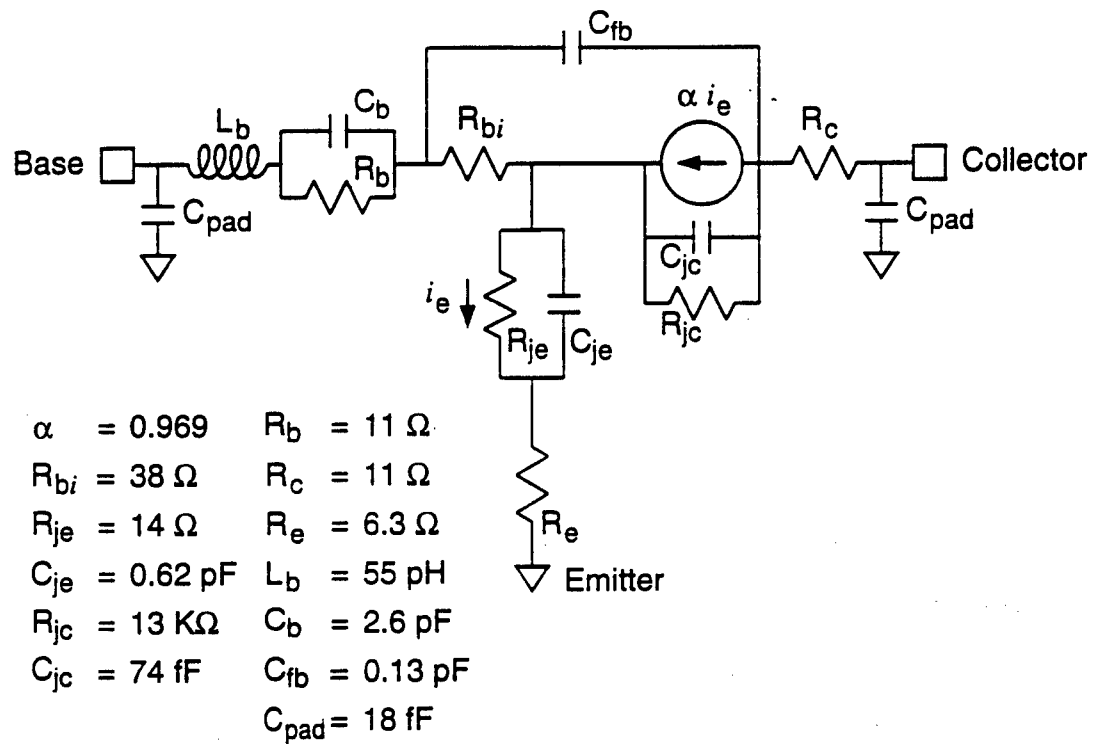 C_fb
α i_e
C_b
L_b
R_bi
R_c
Base
R_b
Collector
C_pad
C_pad
C_jc
i_e
R_jc
R_je
C_je
α = 0.969 R_b = 11 Ω
R_bi = 38 Ω R_c = 11 Ω
R_je = 14 Ω R_e = 6.3 Ω
R_e
C_je = 0.62 pF L_b = 55 pH
Emitter
R_jc = 13 KΩ C_b = 2.6 pF
C_jc = 74 fF C_fb = 0.13 pF
C_pad = 18 fF